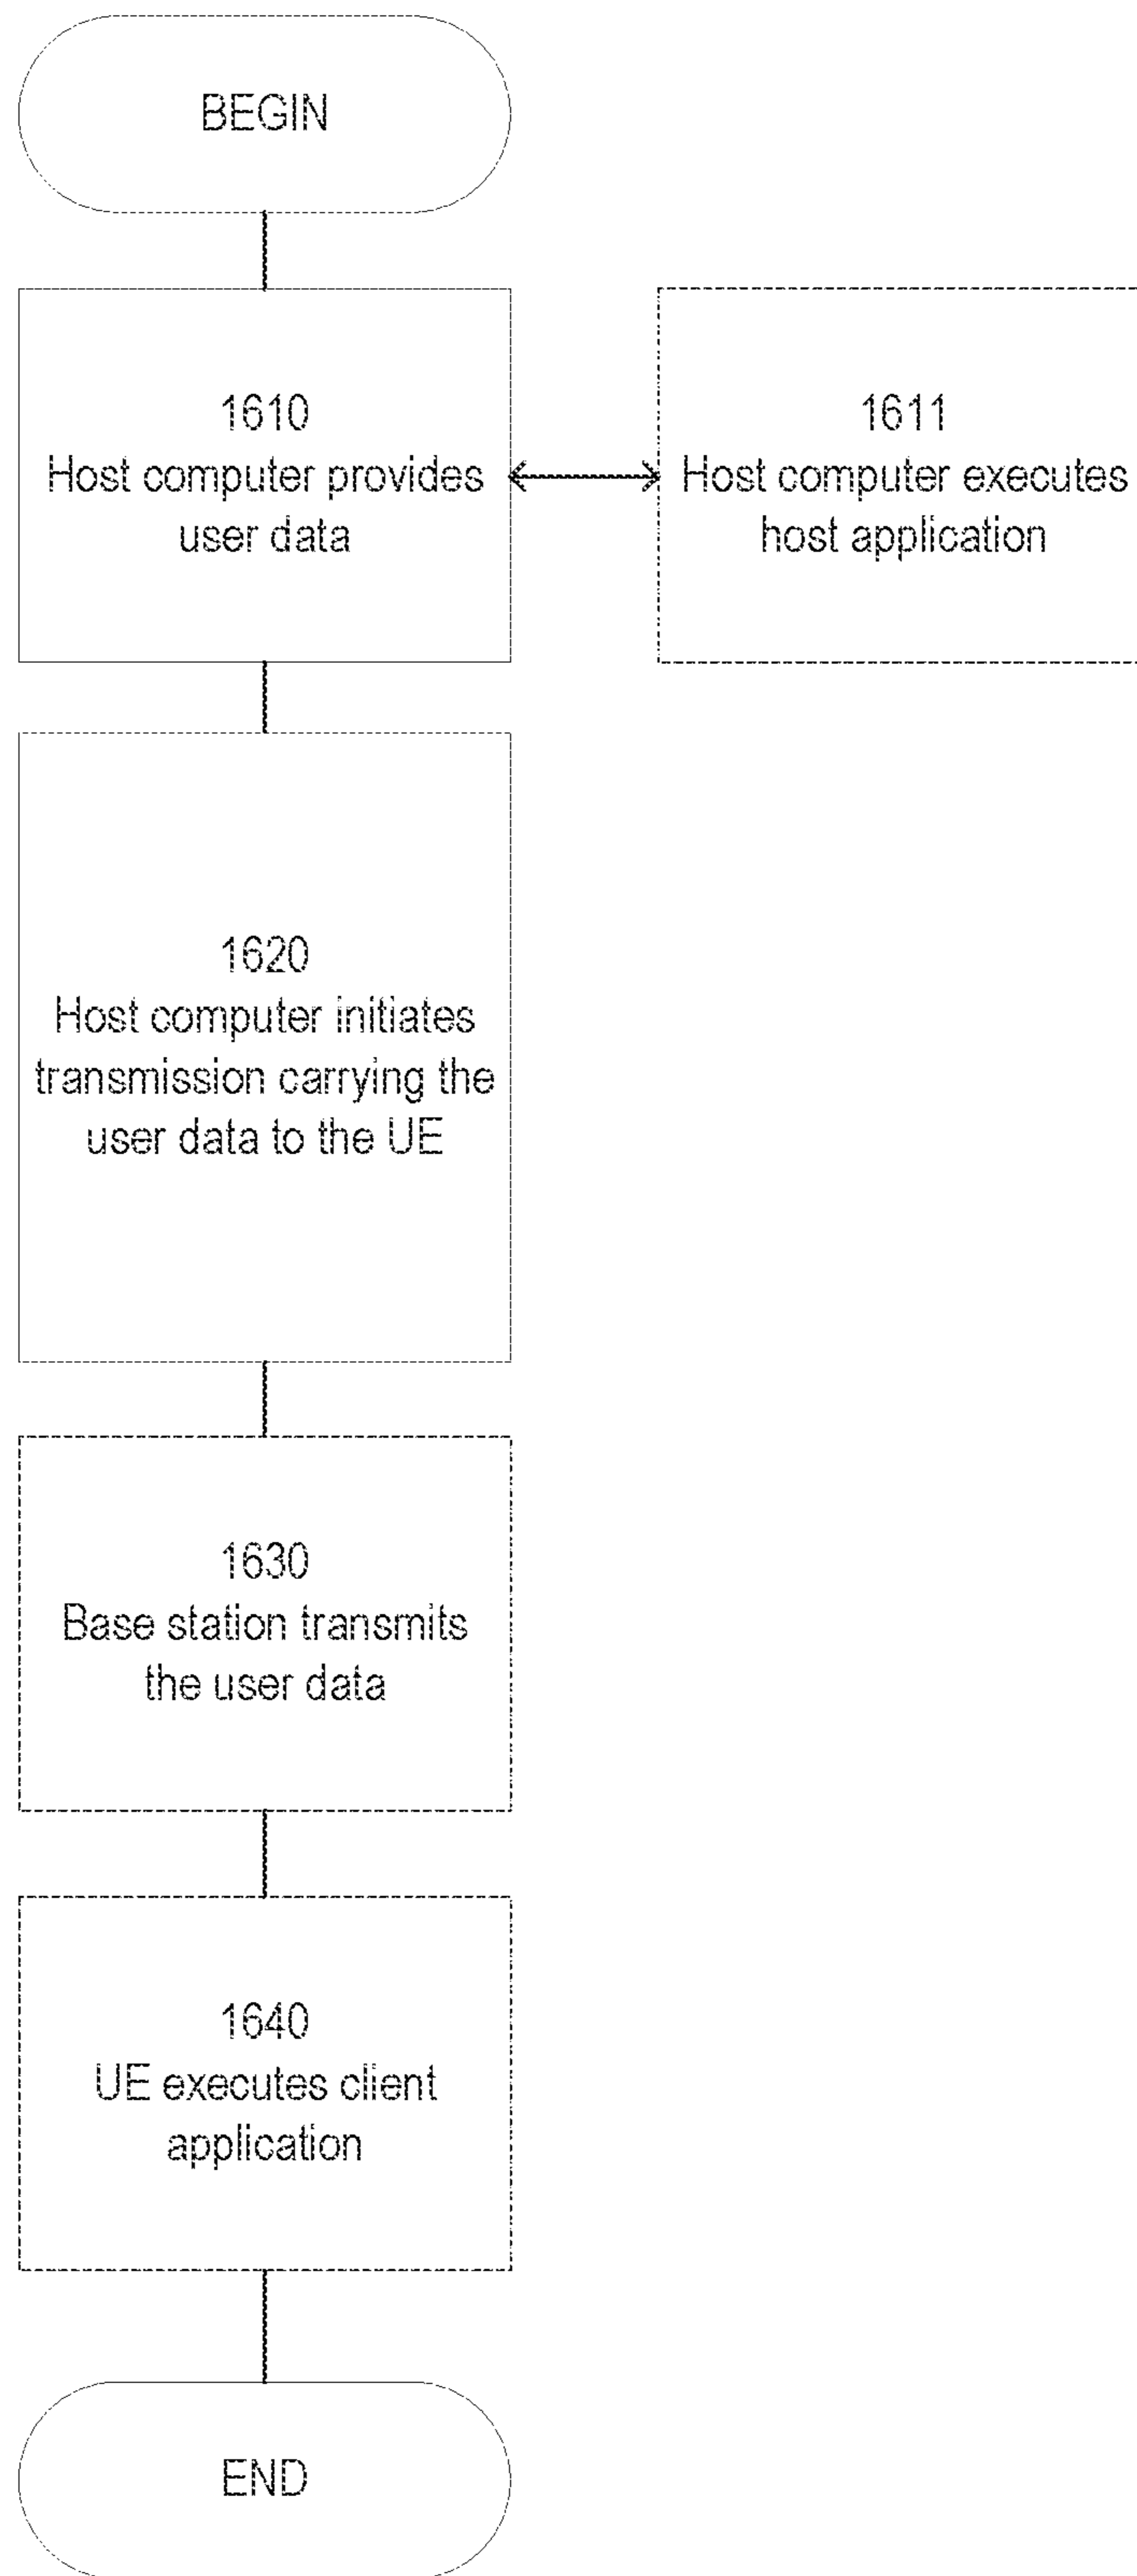 BEGIN
1610
Host computer provides
user data
1611
Host computer executes
host application
1620
Host computer initiates
transmission carrying the
user data to the UE
1630
Base station transmits
the user data
1640
UE executes client
application
END